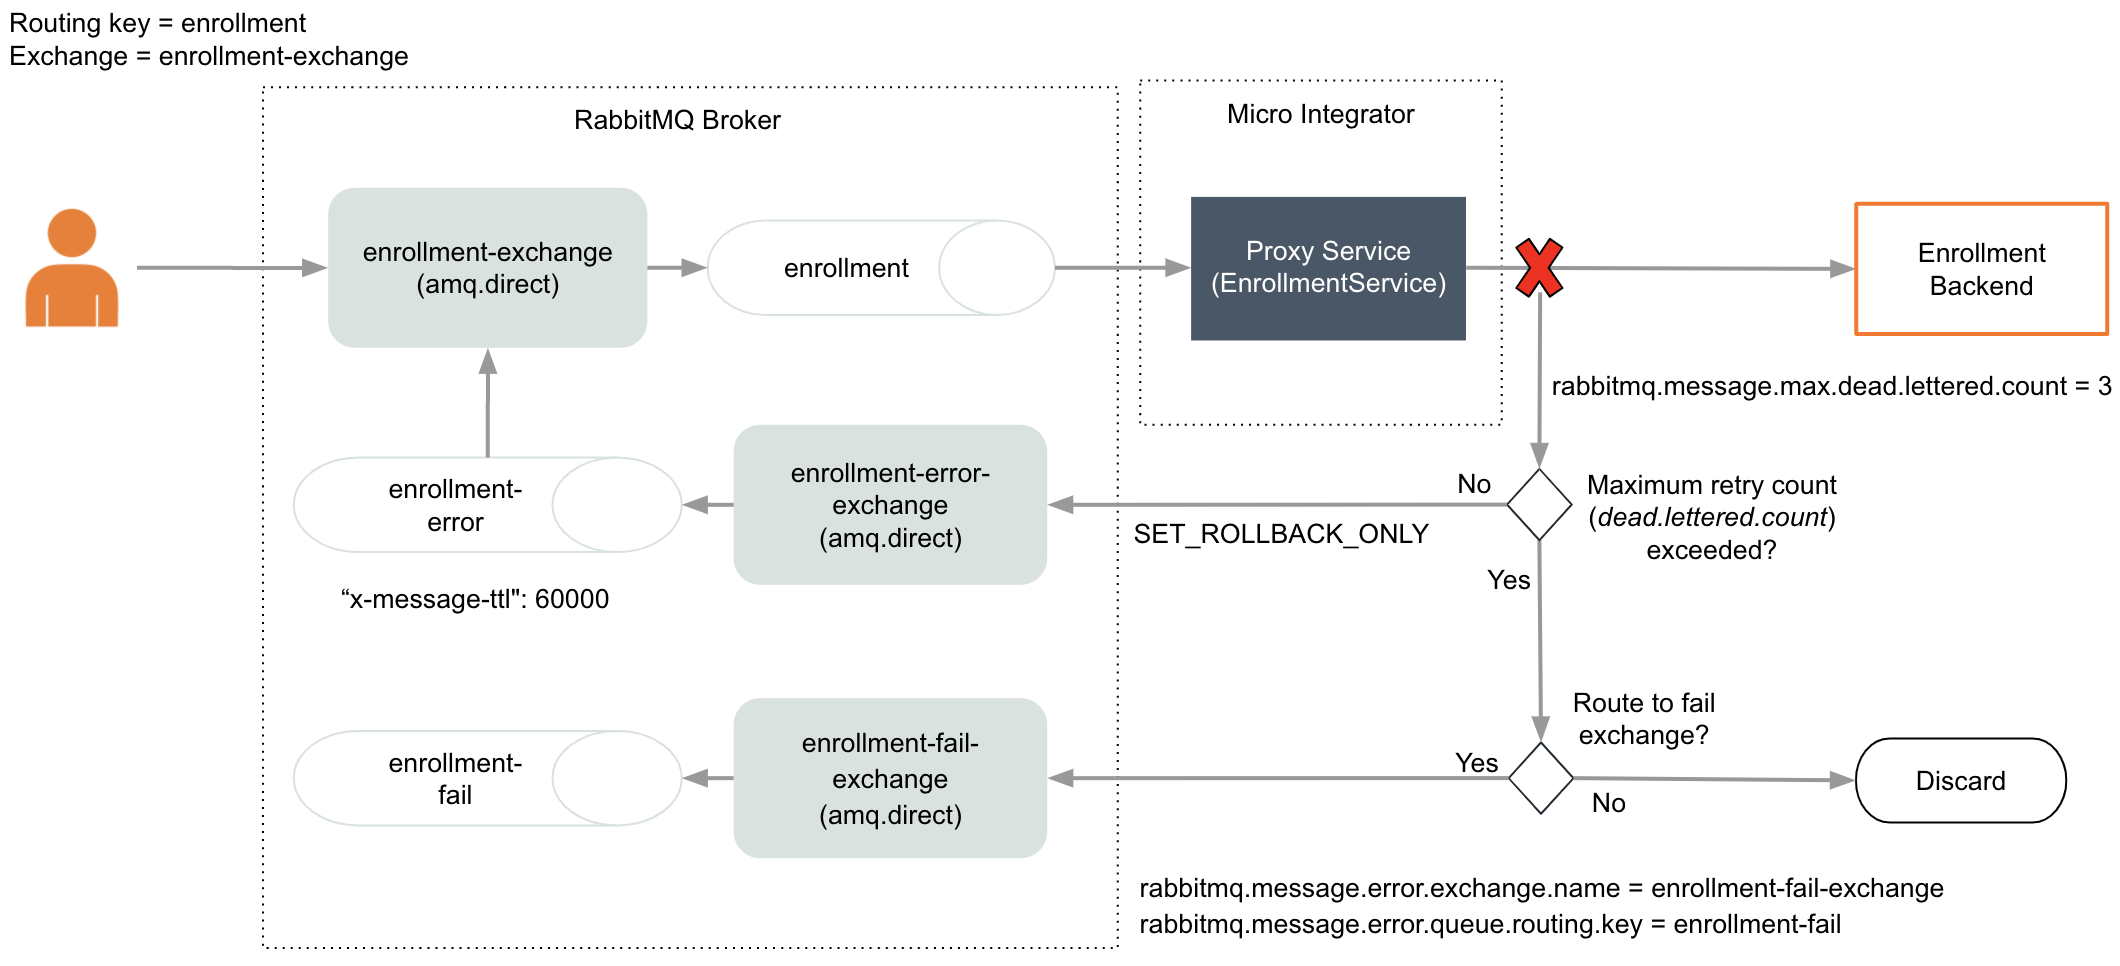 Routing key = enrollment
Exchange = enrollment-exchange
RabbitMQ Broker
Micro Integrator
enrollment-exchange
(amq.direct)
enrollment
Proxy Service
(EnrollmentService)
Enrollment
Backend
rabbitmq.message.max.dead.lettered.count = 3
enrollment-
error
“x-message-ttl": 60000
enrollment-error-
exchange
(amq.direct)
No
SET_ROLLBACK_ONLY
Maximum retry count
(dead.lettered.count)
exceeded?
Yes
Route to fail
exchange?
enrollment-
fail
enrollment-fail-
exchange
(amq.direct)
Yes
No
Discard
rabbitmq.message.error.exchange.name = enrollment-fail-exchange
rabbitmq.message.error.queue.routing.key = enrollment-fail